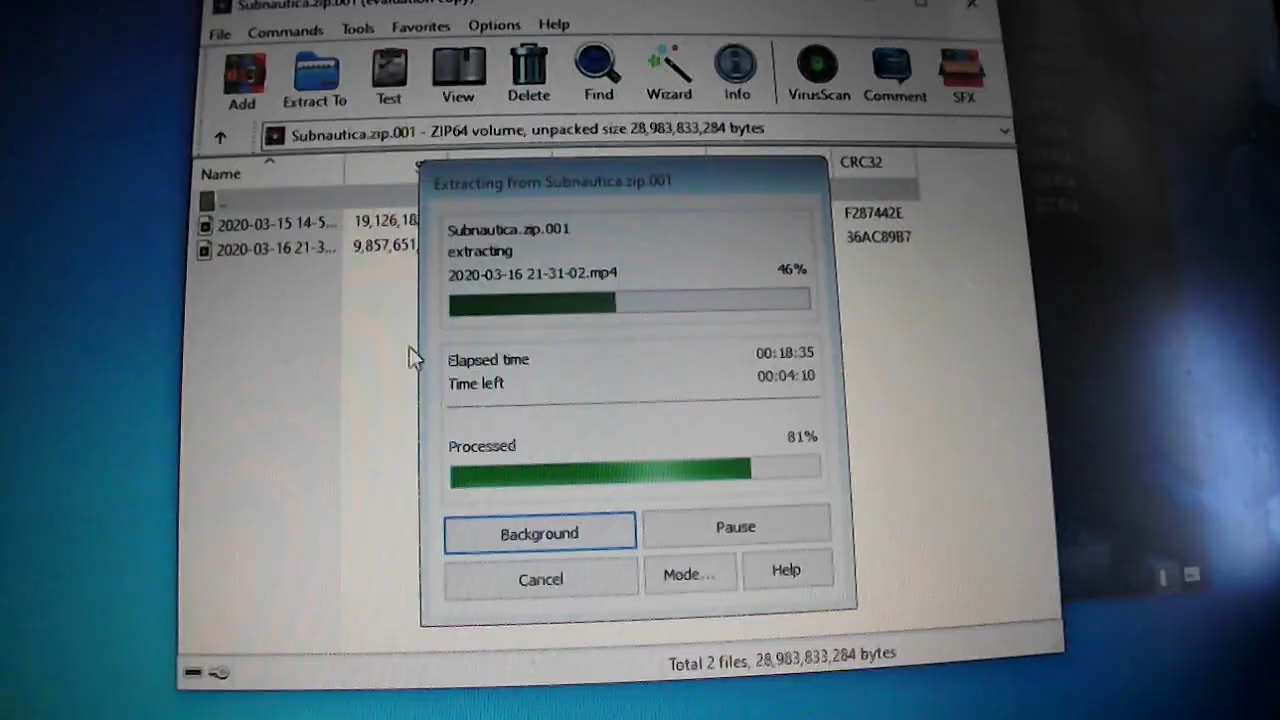 Subnautica.zip.001 (evaluation copy)
File Commands Tools Favorites Options Help
Add Extract To Test View Delete Find Wizard Info VirusScan Comment SFX
Subnautica.zip.001 - ZIP64 volume, unpacked size 28,983,833,284 bytes
Name CRC32
..
2020-03-15 14-5... 19,126,18 F287442E
2020-03-16 21-3... 9,857,651, 36AC89B7
Extracting from Subnautica.zip.001
Subnautica.zip.001
extracting
2020-03-16 21-31-02.mp4 46%
Elapsed time 00:18:35
Time left 00:04:10
Processed 81%
Background Pause
Cancel Mode... Help
Total 2 files, 28,983,833,284 bytes